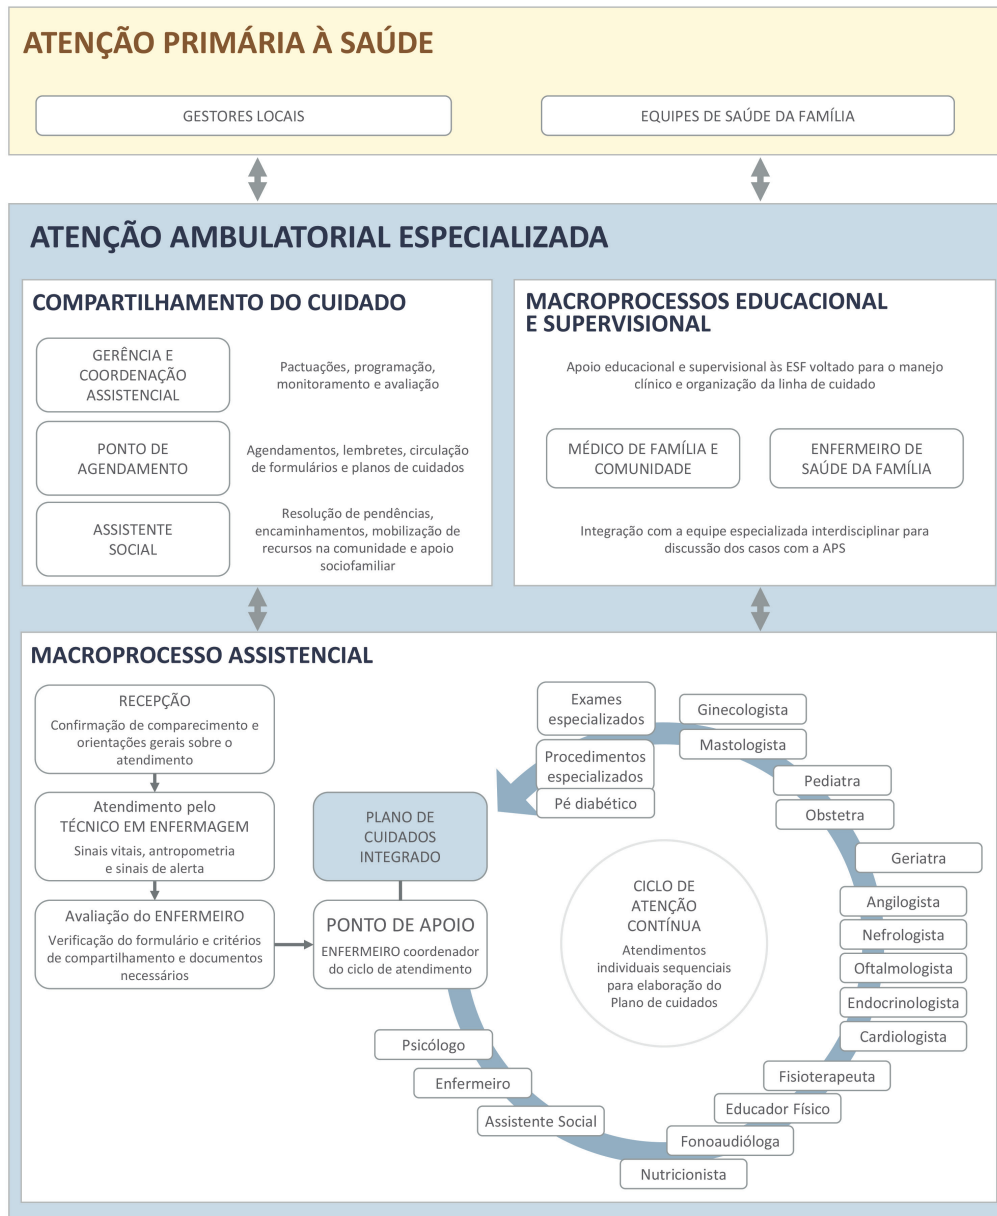 ATENÇÃO PRIMÁRIA À SAÚDE
GESTORES LOCAIS
EQUIPES DE SAÚDE DA FAMÍLIA
ATENÇÃO AMBULATORIAL ESPECIALIZADA
COMPARTILHAMENTO DO CUIDADO
GERÊNCIA E
COORDENAÇÃO
ASSISTENCIAL
Pactuações, programação,
monitoramento e avaliação
PONTO DE
AGENDAMENTO
Agendamentos, lembretes, circulação
de formulários e planos de cuidados
ASSISTENTE
SOCIAL
Resolução de pendências,
encaminhamentos, mobilização de
recursos na comunidade e apoio
sociofamiliar
MACROPROCESSOS EDUCACIONAL
E SUPERVISIONAL
Apoio educacional e supervisional às ESF voltado para o manejo
clínico e organização da linha de cuidado
MÉDICO DE FAMÍLIA E
COMUNIDADE
ENFERMEIRO DE
SAÚDE DA FAMÍLIA
Integração com a equipe especializada interdisciplinar para
discussão dos casos com a APS
MACROPROCESSO ASSISTENCIAL
RECEPÇÃO
Confirmação de comparecimento e
orientações gerais sobre o
atendimento
Atendimento pelo
TÉCNICO EM ENFERMAGEM
Sinais vitais, antropometria
e sinais de alerta
Avaliação do ENFERMEIRO
Verificação do formulário e critérios
de compartilhamento e documentos
necessários
PLANO DE
CUIDADOS
INTEGRADO
PONTO DE APOIO
ENFERMEIRO coordenador
do ciclo de atendimento
CICLO DE
ATENÇÃO
CONTÍNUA
Atendimentos
individuais sequenciais
para elaboração do
Plano de cuidados
Exames
especializados
Procedimentos
especializados
Pé diabético
Ginecologista
Mastologista
Pediatra
Obstetra
Geriatra
Angilogista
Nefrologista
Oftalmologista
Endocrinologista
Cardiologista
Fisioterapeuta
Educador Físico
Fonoaudióloga
Nutricionista
Assistente Social
Enfermeiro
Psicólogo